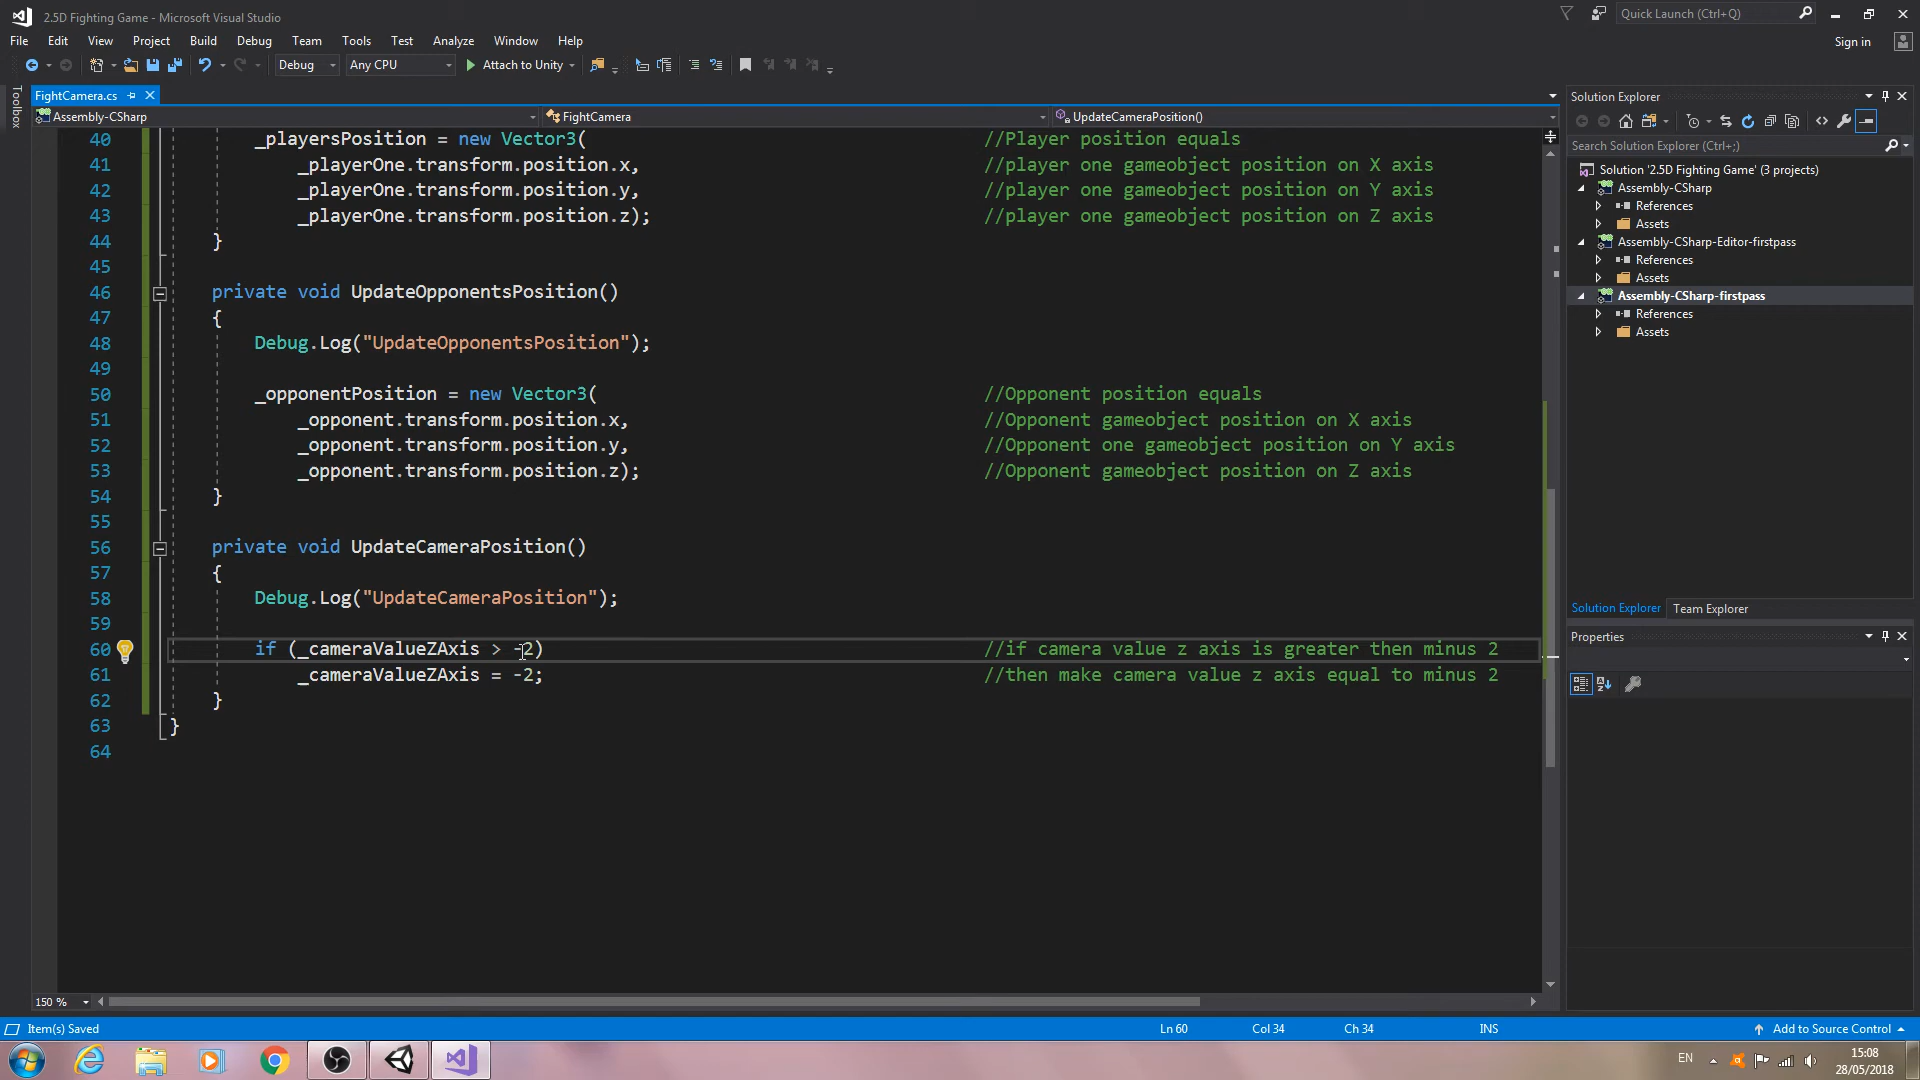 2.5D Fighting Game - Microsoft Visual Studio
Quick Launch (Ctrl+Q)
File Edit View Project Build Debug Team Tools Test Analyze Window Help
Sign in
Debug Any CPU Attach to Unity
Toolbox
FightCamera.cs
Assembly-CSharp FightCamera UpdateCameraPosition()
40 _playersPosition = new Vector3( //Player position equals
41 _playerOne.transform.position.x, //player one gameobject position on X axis
42 _playerOne.transform.position.y, //player one gameobject position on Y axis
43 _playerOne.transform.position.z); //player one gameobject position on Z axis
44 }
45
46 private void UpdateOpponentsPosition()
47 {
48 Debug.Log("UpdateOpponentsPosition");
49
50 _opponentPosition = new Vector3( //Opponent position equals
51 _opponent.transform.position.x, //Opponent gameobject position on X axis
52 _opponent.transform.position.y, //Opponent one gameobject position on Y axis
53 _opponent.transform.position.z); //Opponent gameobject position on Z axis
54 }
55
56 private void UpdateCameraPosition()
57 {
58 Debug.Log("UpdateCameraPosition");
59
60 if (_cameraValueZAxis > -2) //if camera value z axis is greater then minus 2
61 _cameraValueZAxis = -2; //then make camera value z axis equal to minus 2
62 }
63 }
64
150 %
Solution Explorer
Search Solution Explorer (Ctrl+;)
Solution '2.5D Fighting Game' (3 projects)
Assembly-CSharp
References
Assets
Assembly-CSharp-Editor-firstpass
References
Assets
Assembly-CSharp-firstpass
References
Assets
Solution Explorer Team Explorer
Properties
Item(s) Saved Ln 60 Col 34 Ch 34 INS Add to Source Control
EN 15:08
28/05/2018